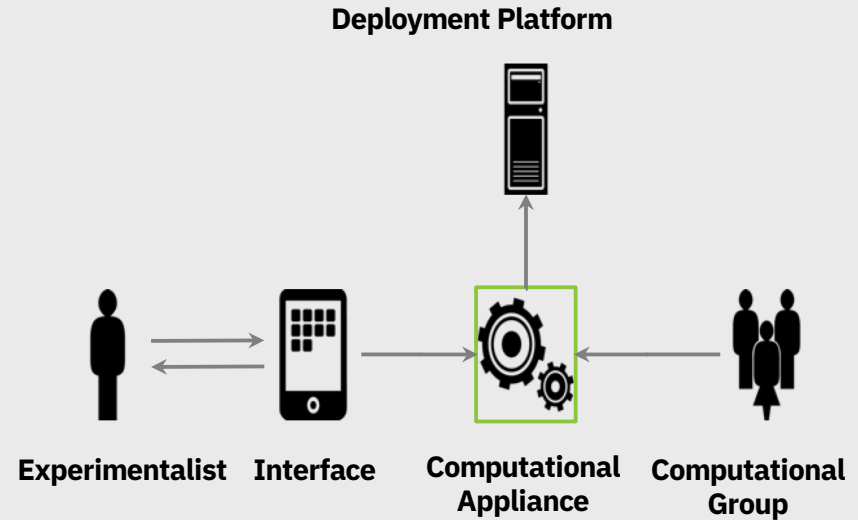 Deployment Platform
Experimentalist
Interface
Computational
Appliance
Computational
Group